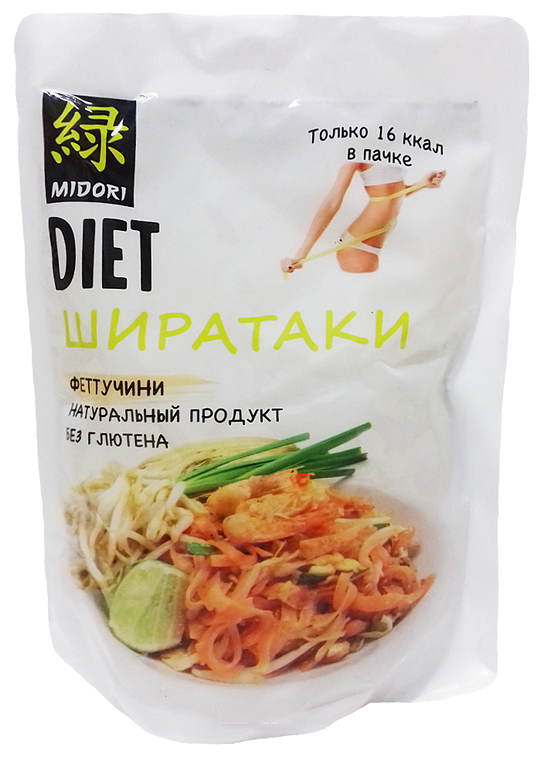 緑
MIDORI
Только 16 ккал
в пачке
DIET
ШИРАТАКИ
ФЕТТУЧИНИ
НАТУРАЛЬНЫЙ ПРОДУКТ
БЕЗ ГЛЮТЕНА